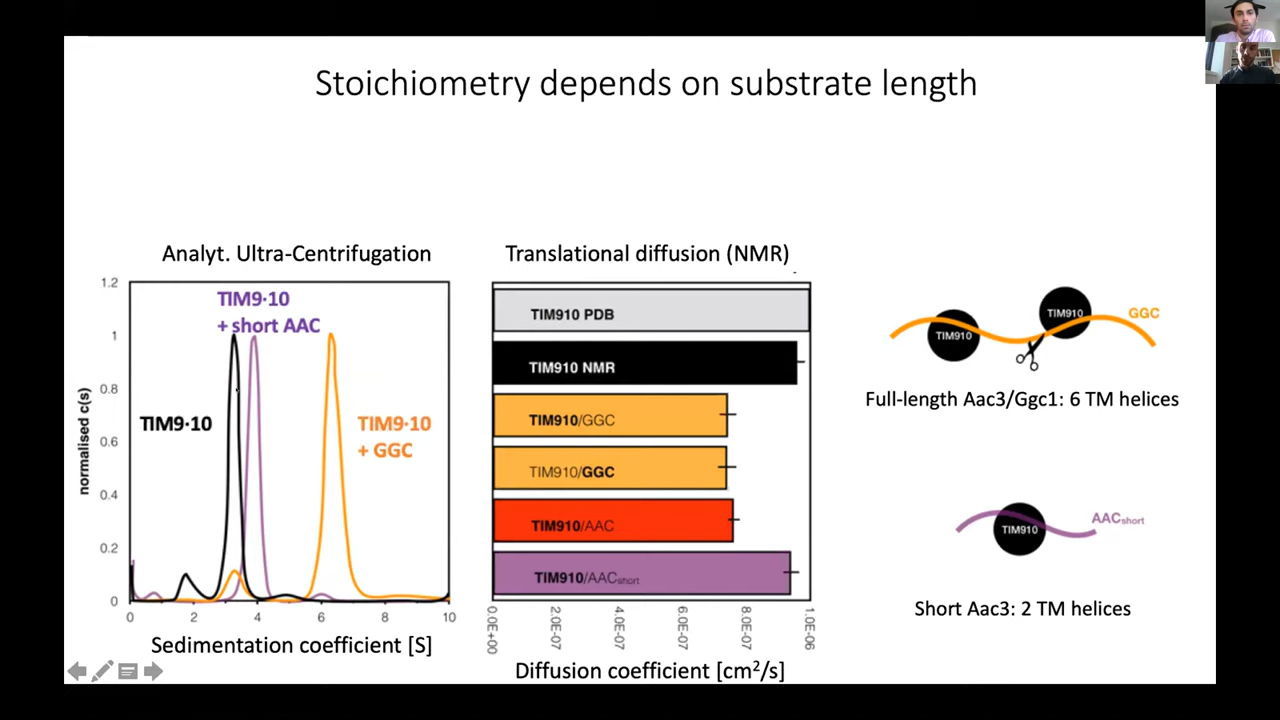 Stoichiometry depends on substrate length
Analyt. Ultra-Centrifugation
1.2
1
0.8
0.6
0.4
0.2
0
normalised c(s)
TIM9·10
+ short AAC
TIM9·10
TIM9·10
+ GGC
0
2
4
6
8
10
Sedimentation coefficient [S]
Translational diffusion (NMR)
TIM910 PDB
TIM910 NMR
TIM910/GGC
TIM910/GGC
TIM910/AAC
TIM910/AACshort
0.0E+00
2.0E-07
4.0E-07
6.0E-07
8.0E-07
1.0E-06
Diffusion coefficient [cm²/s]
TIM910
TIM910
GGC
Full-length Aac3/Ggc1: 6 TM helices
TIM910
AACshort
Short Aac3: 2 TM helices